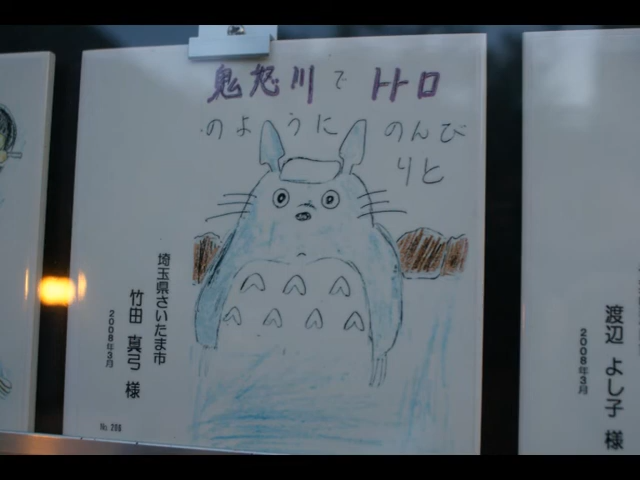 鬼怒川で トトロ
のように のんび
りと
埼玉県さいたま市
竹田 真弓 様
2008年3月
No. 208
渡辺 よし子 様
2008年3月